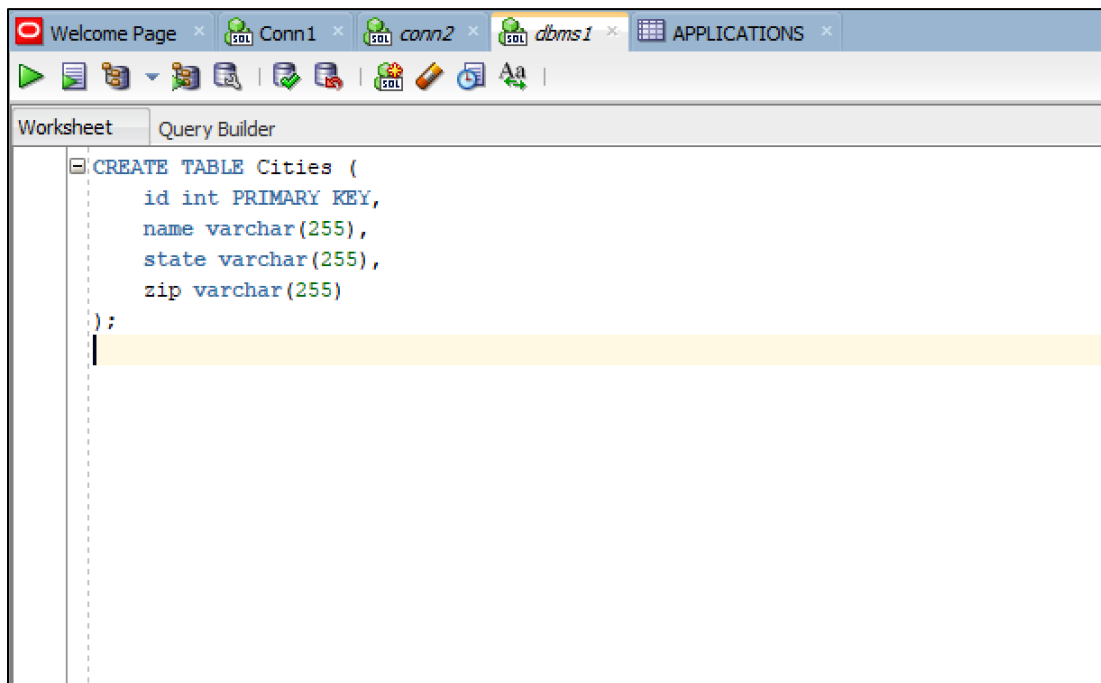 Welcome Page Conn1 conn2 dbms1 APPLICATIONS
Worksheet Query Builder
CREATE TABLE Cities (
id int PRIMARY KEY,
name varchar(255),
state varchar(255),
zip varchar(255)
);